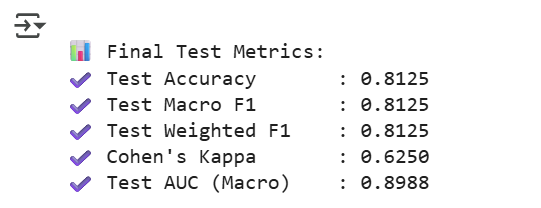 Final Test Metrics:
✔ Test Accuracy : 0.8125
✔ Test Macro F1 : 0.8125
✔ Test Weighted F1 : 0.8125
✔ Cohen's Kappa : 0.6250
✔ Test AUC (Macro) : 0.8988